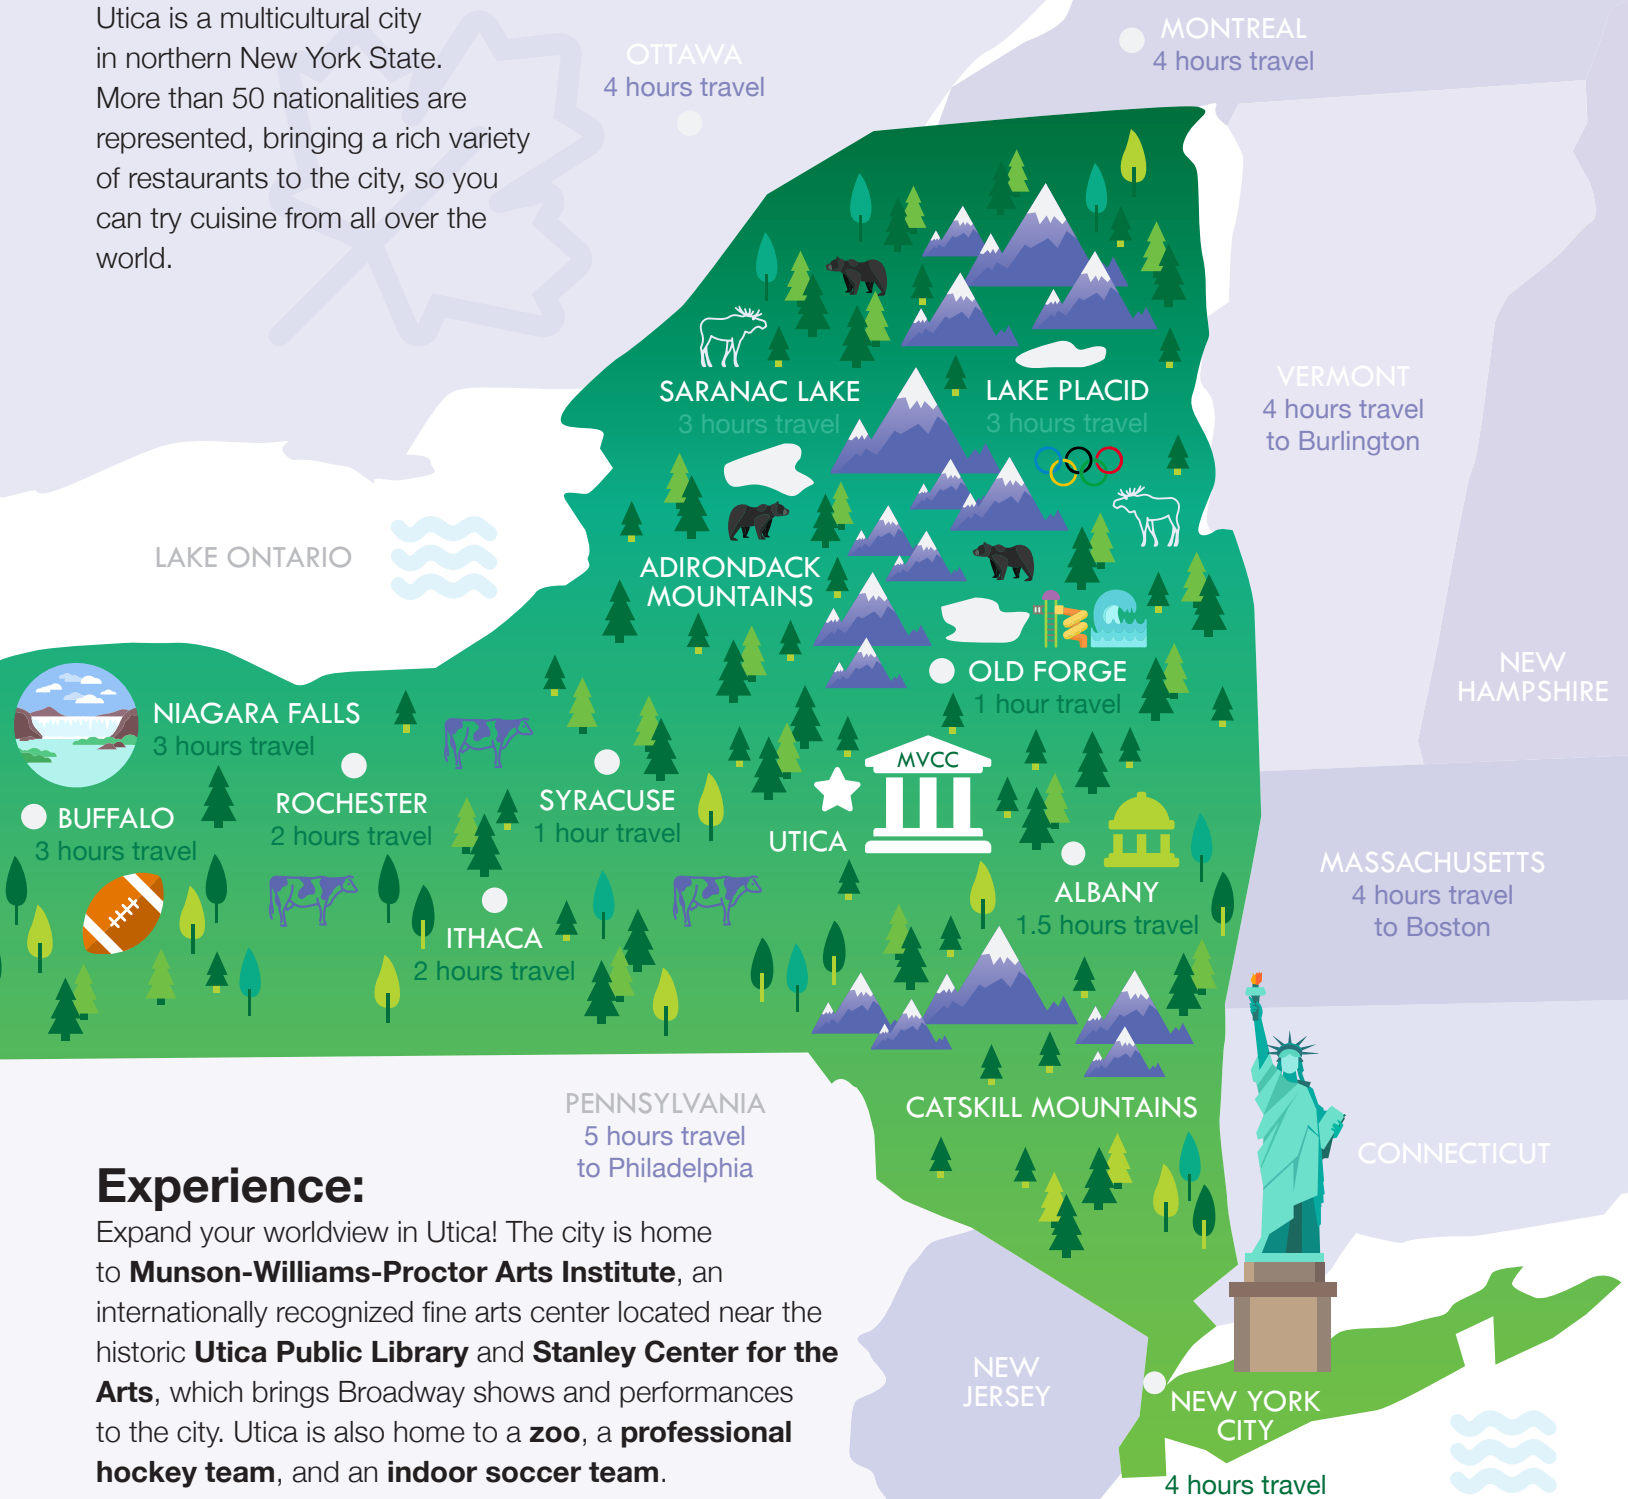 Utica is a multicultural city
in northern New York State.
More than 50 nationalities are
represented, bringing a rich variety
of restaurants to the city, so you
can try cuisine from all over the
world.
OTTAWA
4 hours travel
MONTREAL
4 hours travel
SARANAC LAKE
3 hours travel
LAKE PLACID
3 hours travel
VERMONT
4 hours travel
to Burlington
LAKE ONTARIO
ADIRONDACK
MOUNTAINS
OLD FORGE
1 hour travel
NEW
HAMPSHIRE
NIAGARA FALLS
3 hours travel
BUFFALO
3 hours travel
ROCHESTER
2 hours travel
SYRACUSE
1 hour travel
MVCC
UTICA
ALBANY
1.5 hours travel
MASSACHUSETTS
4 hours travel
to Boston
ITHACA
2 hours travel
PENNSYLVANIA
5 hours travel
to Philadelphia
CATSKILL MOUNTAINS
CONNECTICUT
Experience:
Expand your worldview in Utica! The city is home
to Munson-Williams-Proctor Arts Institute, an
internationally recognized fine arts center located near the
historic Utica Public Library and Stanley Center for the
Arts, which brings Broadway shows and performances
to the city. Utica is also home to a zoo, a professional
hockey team, and an indoor soccer team.
NEW
JERSEY
NEW YORK
CITY
4 hours travel